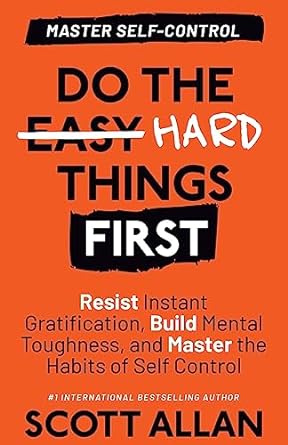 MASTER SELF-CONTROL
DO THE
EASY HARD
THINGS
FIRST
Resist Instant
Gratification, Build Mental
Toughness, and Master the
Habits of Self Control
#1 INTERNATIONAL BESTSELLING AUTHOR
SCOTT ALLAN